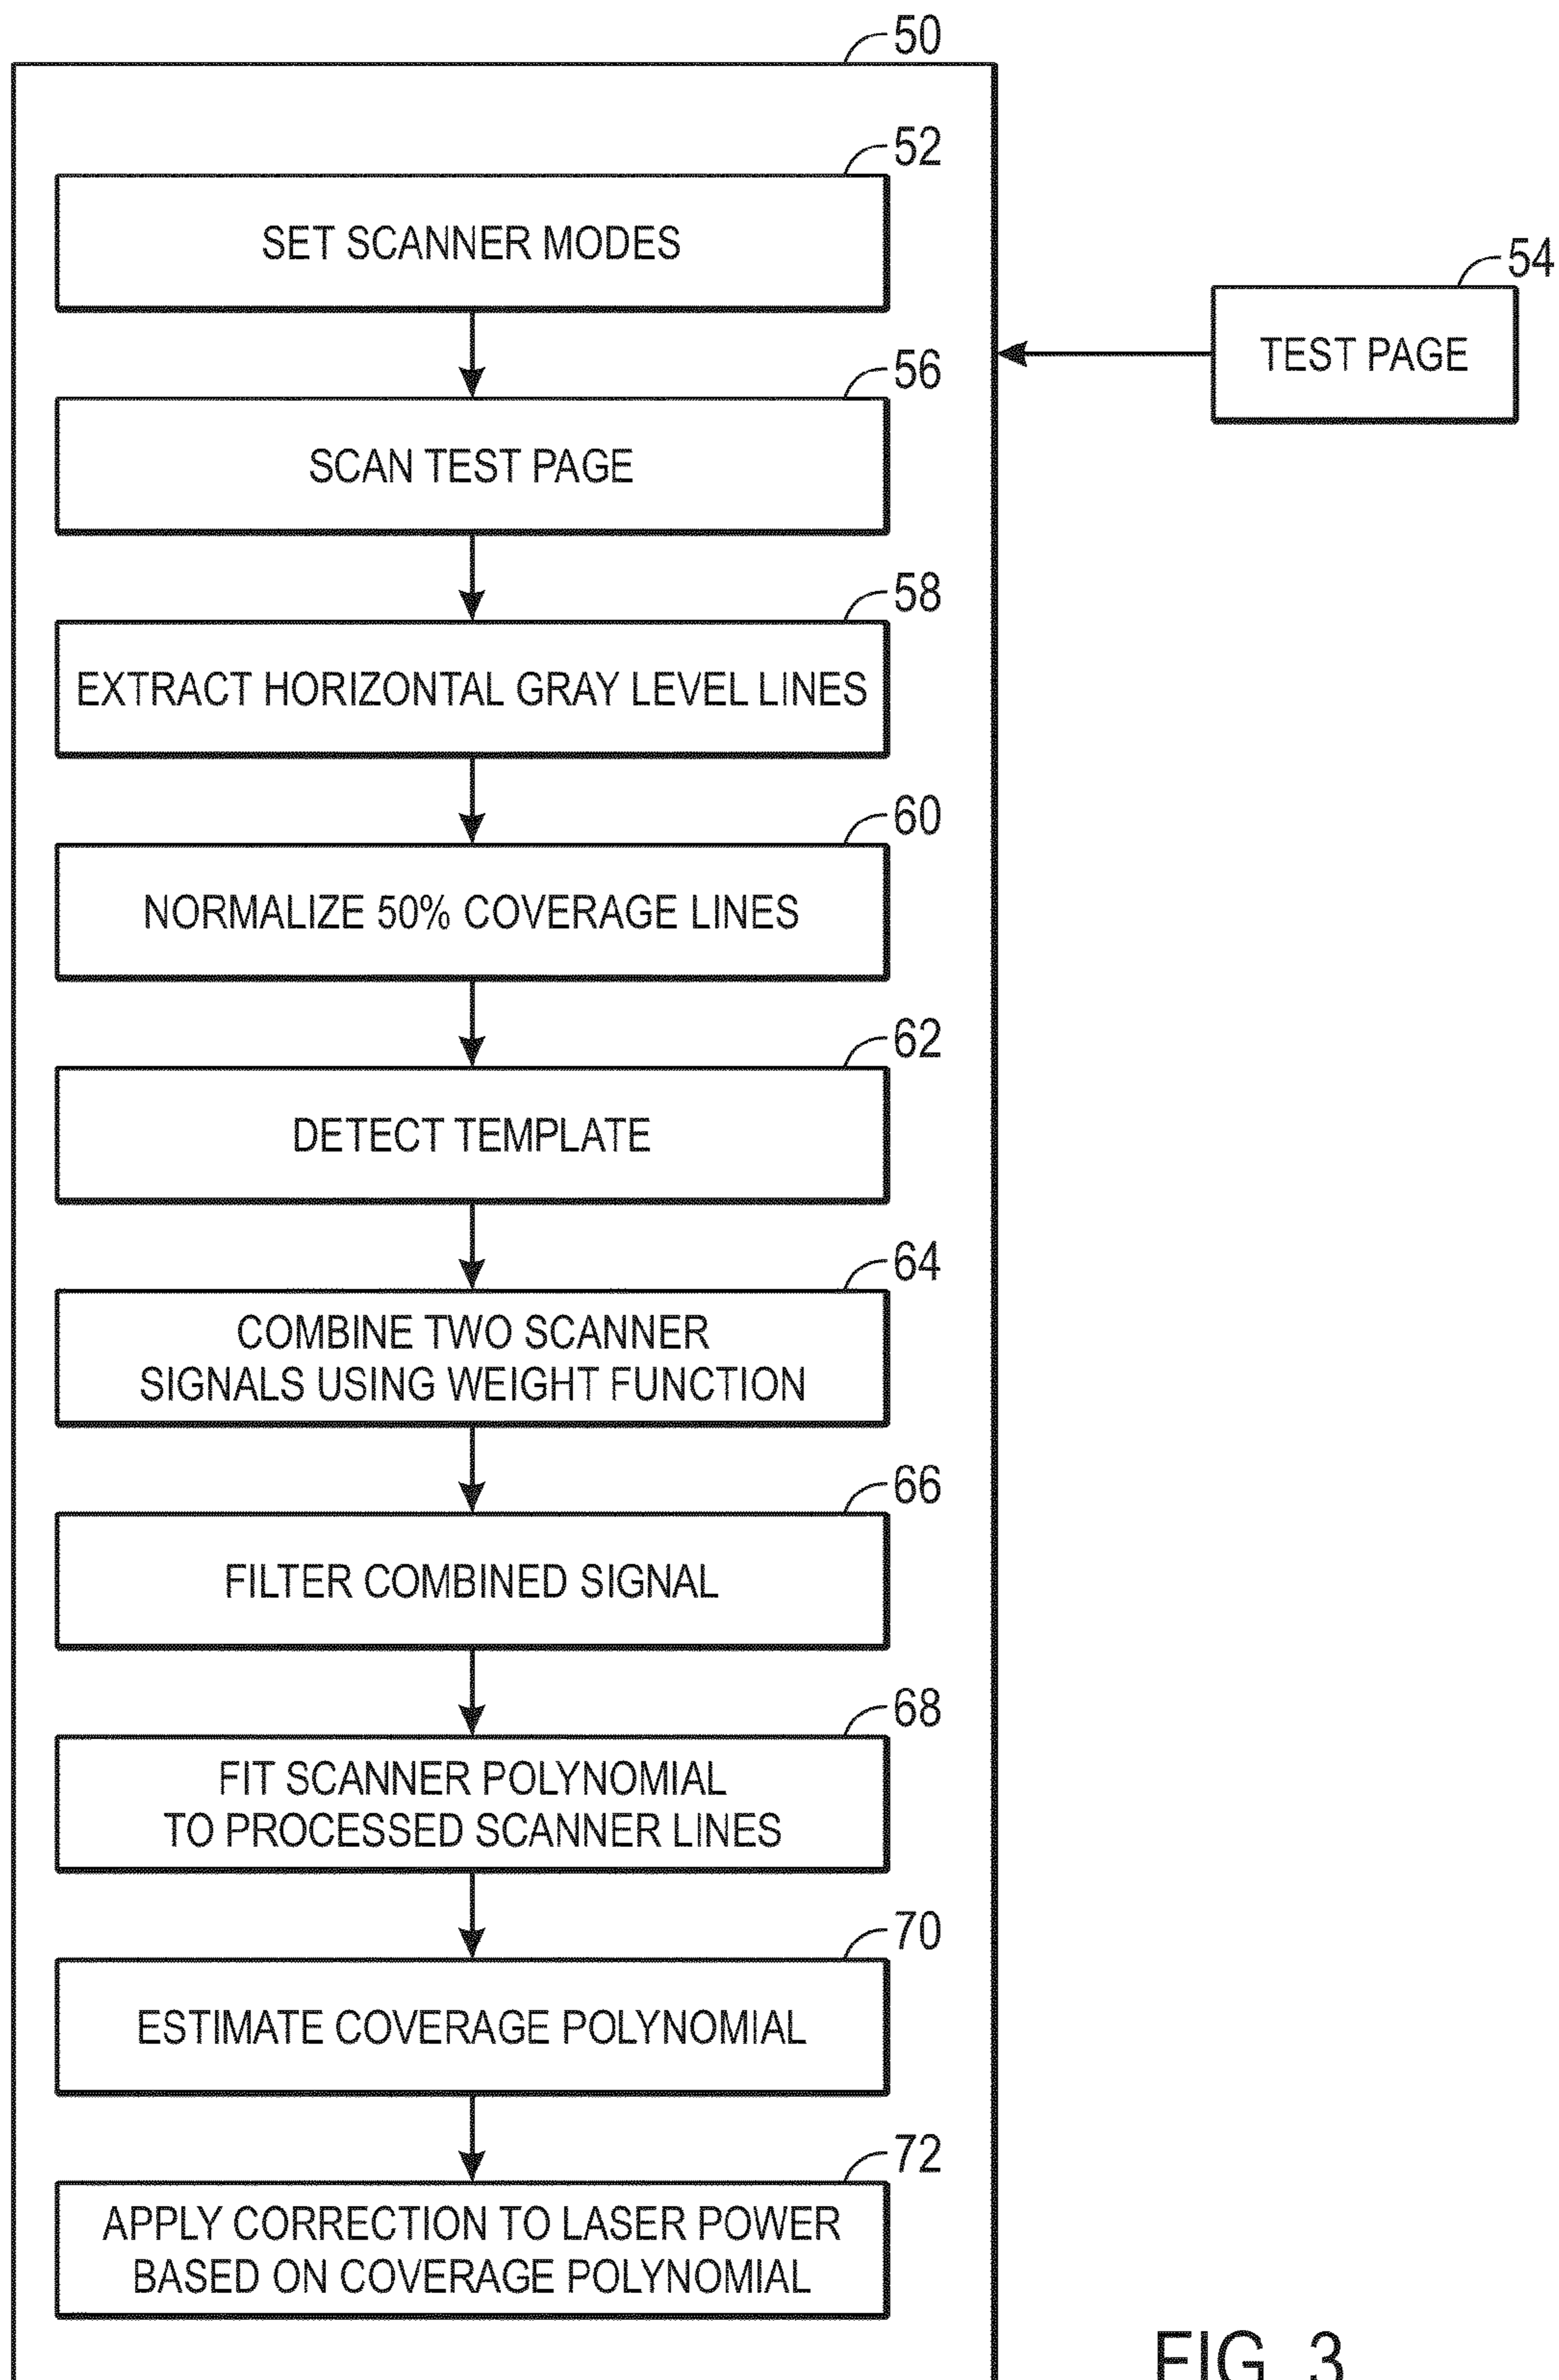 50
52
SET SCANNER MODES
54
TEST PAGE
56
SCAN TEST PAGE
58
EXTRACT HORIZONTAL GRAY LEVEL LINES
60
NORMALIZE 50% COVERAGE LINES
62
DETECT TEMPLATE
64
COMBINE TWO SCANNER
SIGNALS USING WEIGHT FUNCTION
66
FILTER COMBINED SIGNAL
68
FIT SCANNER POLYNOMIAL
TO PROCESSED SCANNER LINES
70
ESTIMATE COVERAGE POLYNOMIAL
72
APPLY CORRECTION TO LASER POWER
BASED ON COVERAGE POLYNOMIAL
FIG. 3